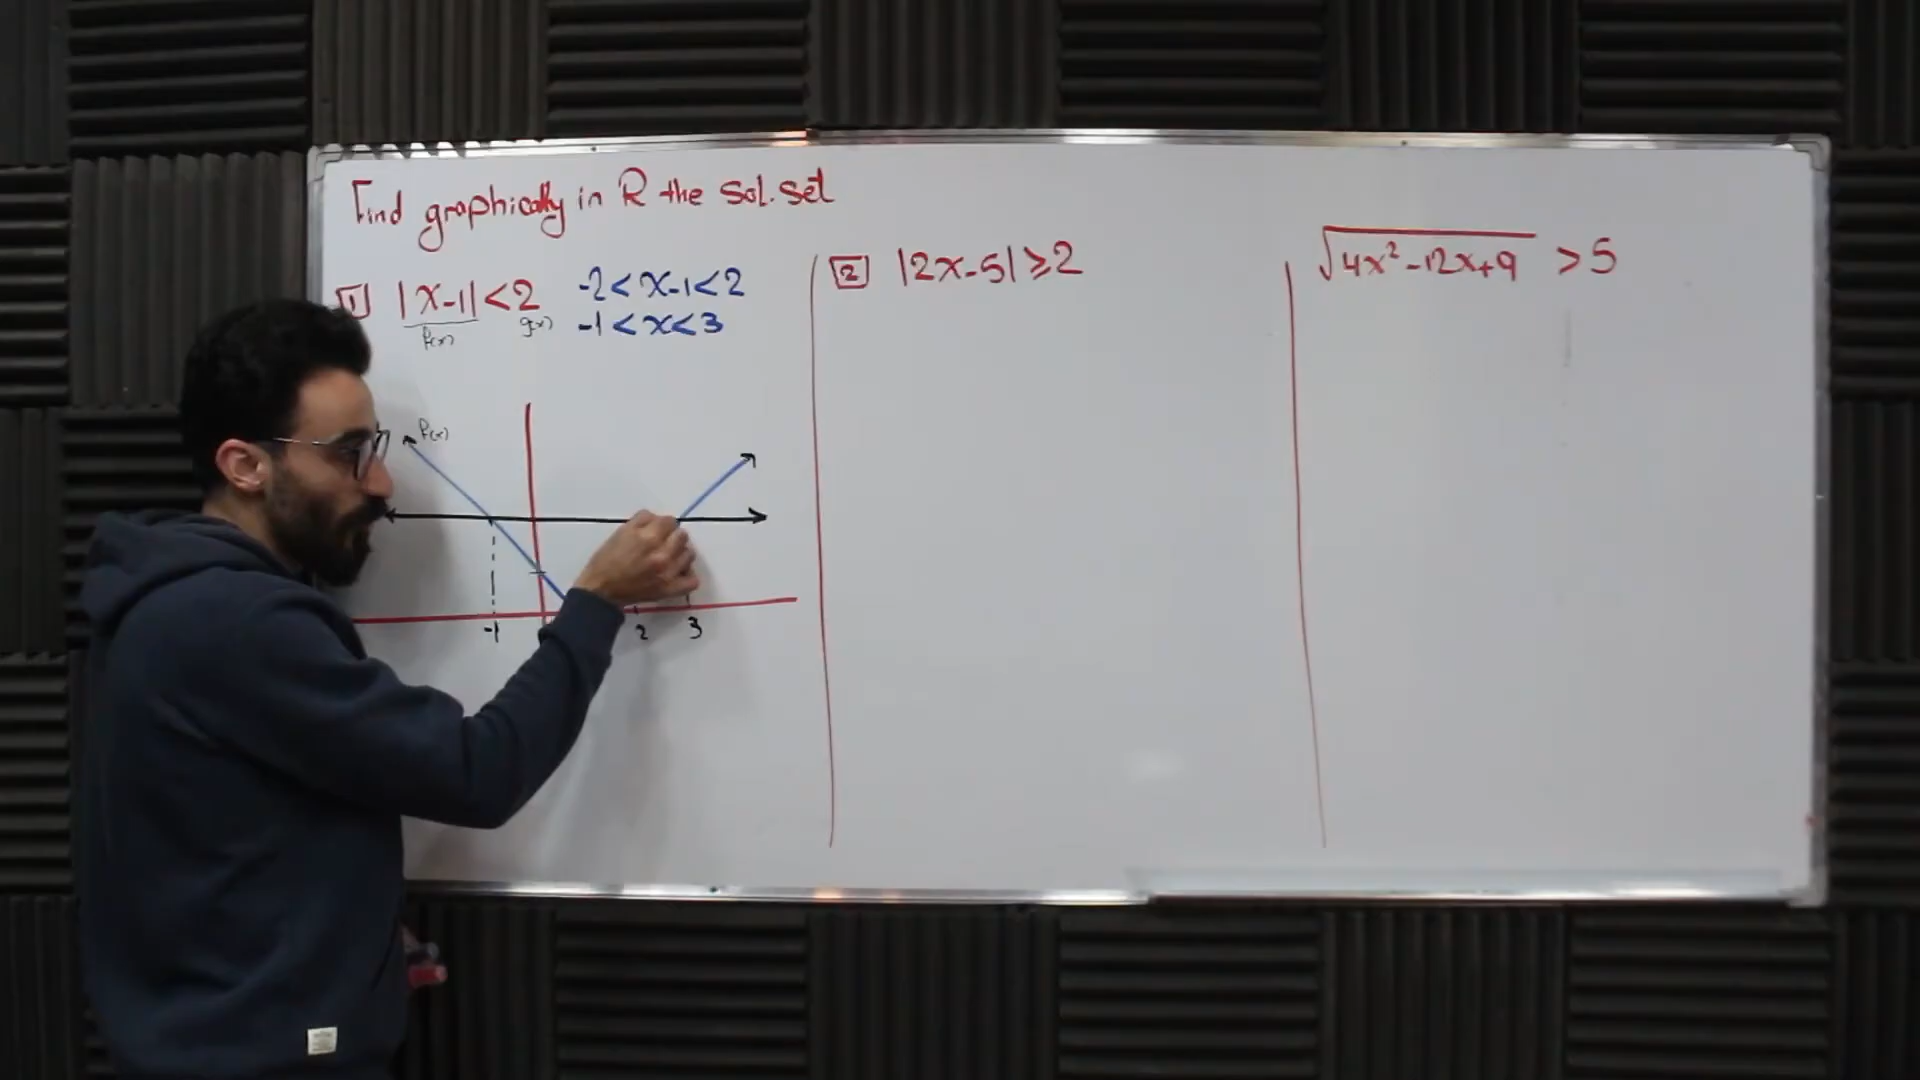 Find graphically in R the sol.set
1 |x-1|<2
f(x) g(x)
-2<x-1<2
-1<x<3
f(x)
-1 2 3
2 |2x-5|≥2
√4x²-12x+9 >5